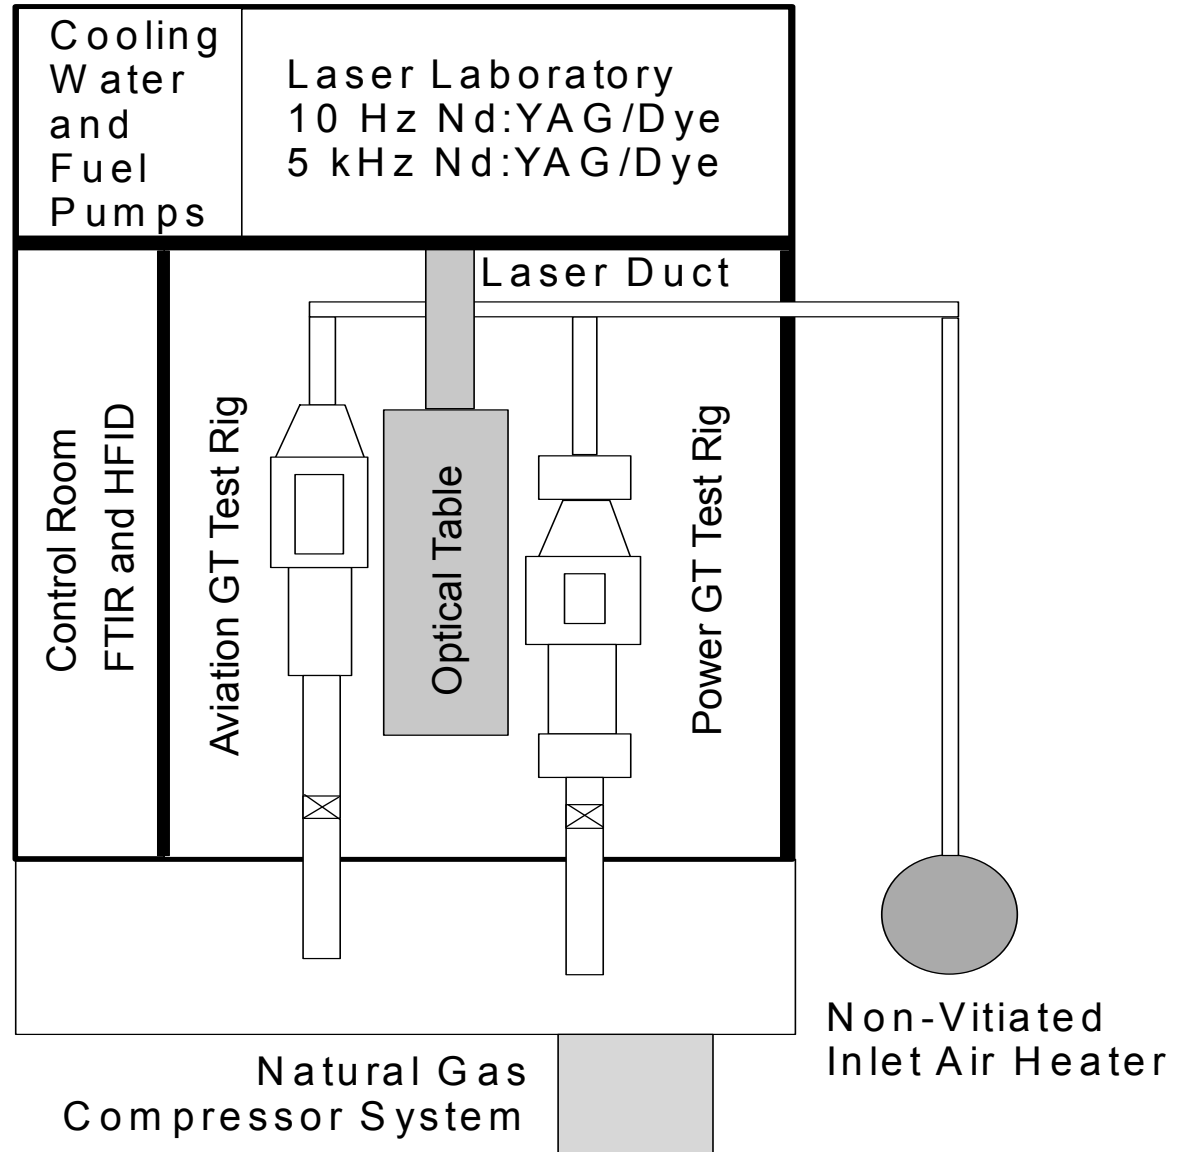 Cooling
Water
and
Fuel
Pumps
Laser Laboratory
10 Hz Nd:YAG/Dye
5 kHz Nd:YAG/Dye
Laser Duct
Control Room
FTIR and HFID
Aviation GT Test Rig
Optical Table
Power GT Test Rig
Non-Vitiated
Inlet Air Heater
Natural Gas
Compressor System